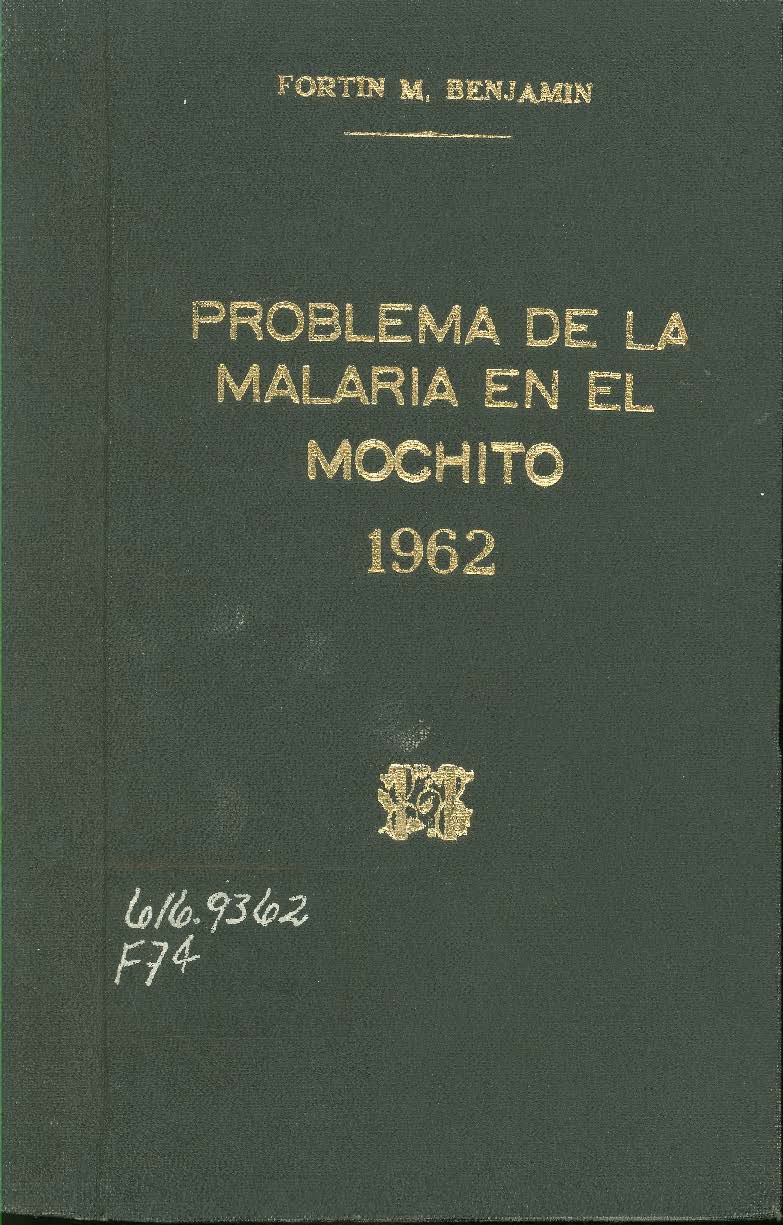 FORTIN M. BENJAMIN
PROBLEMA DE LA
MALARIA EN EL
MOCHITO
1962
616.9362
F74